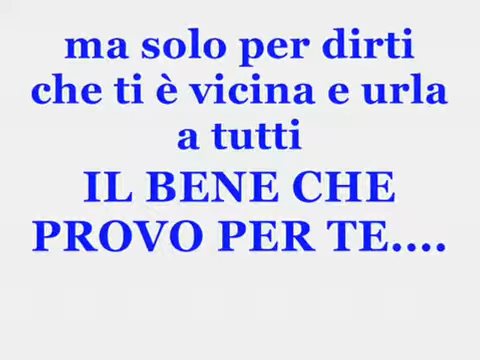 ma solo per dirti
che ti è vicina e urla
a tutti
IL BENE CHE
PROVO PER TE....